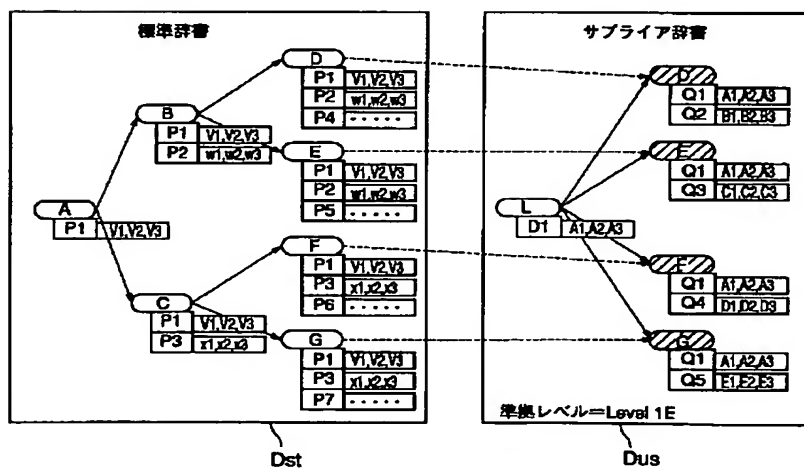 標準辞書
D
P1 V1,V2,V3
P2 w1,w2,w3
P4 ・・・・・
B
P1 V1,V2,V3
P2 w1,w2,w3
E
P1 V1,V2,V3
P2 w1,w2,w3
P5 ・・・・・
A
P1 V1,V2,V3
F
P1 V1,V2,V3
P3 x1,x2,x3
P6 ・・・・・
C
P1 V1,V2,V3
P3 x1,x2,x3
G
P1 V1,V2,V3
P3 x1,x2,x3
P7 ・・・・・
Dst
サプライア辞書
D
Q1 A1,A2,A3
Q2 B1,B2,B3
E
Q1 A1,A2,A3
Q3 C1,C2,C3
L
D1 A1,A2,A3
F
Q1 A1,A2,A3
Q4 D1,D2,D3
G
Q1 A1,A2,A3
Q5 E1,E2,E3
準拠レベル=Level 1E
Dus